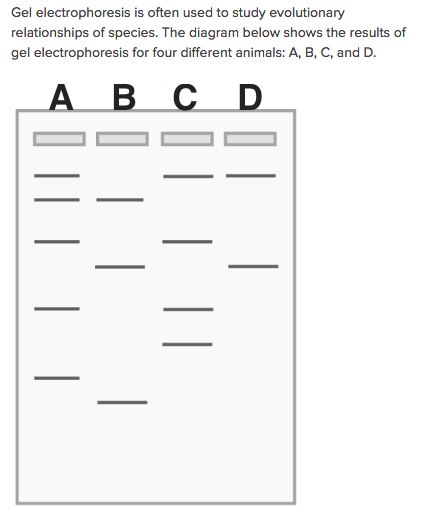 Gel electrophoresis is often used to study evolutionary
relationships of species. The diagram below shows the results of
gel electrophoresis for four different animals: A, B, C, and D.
A B C D